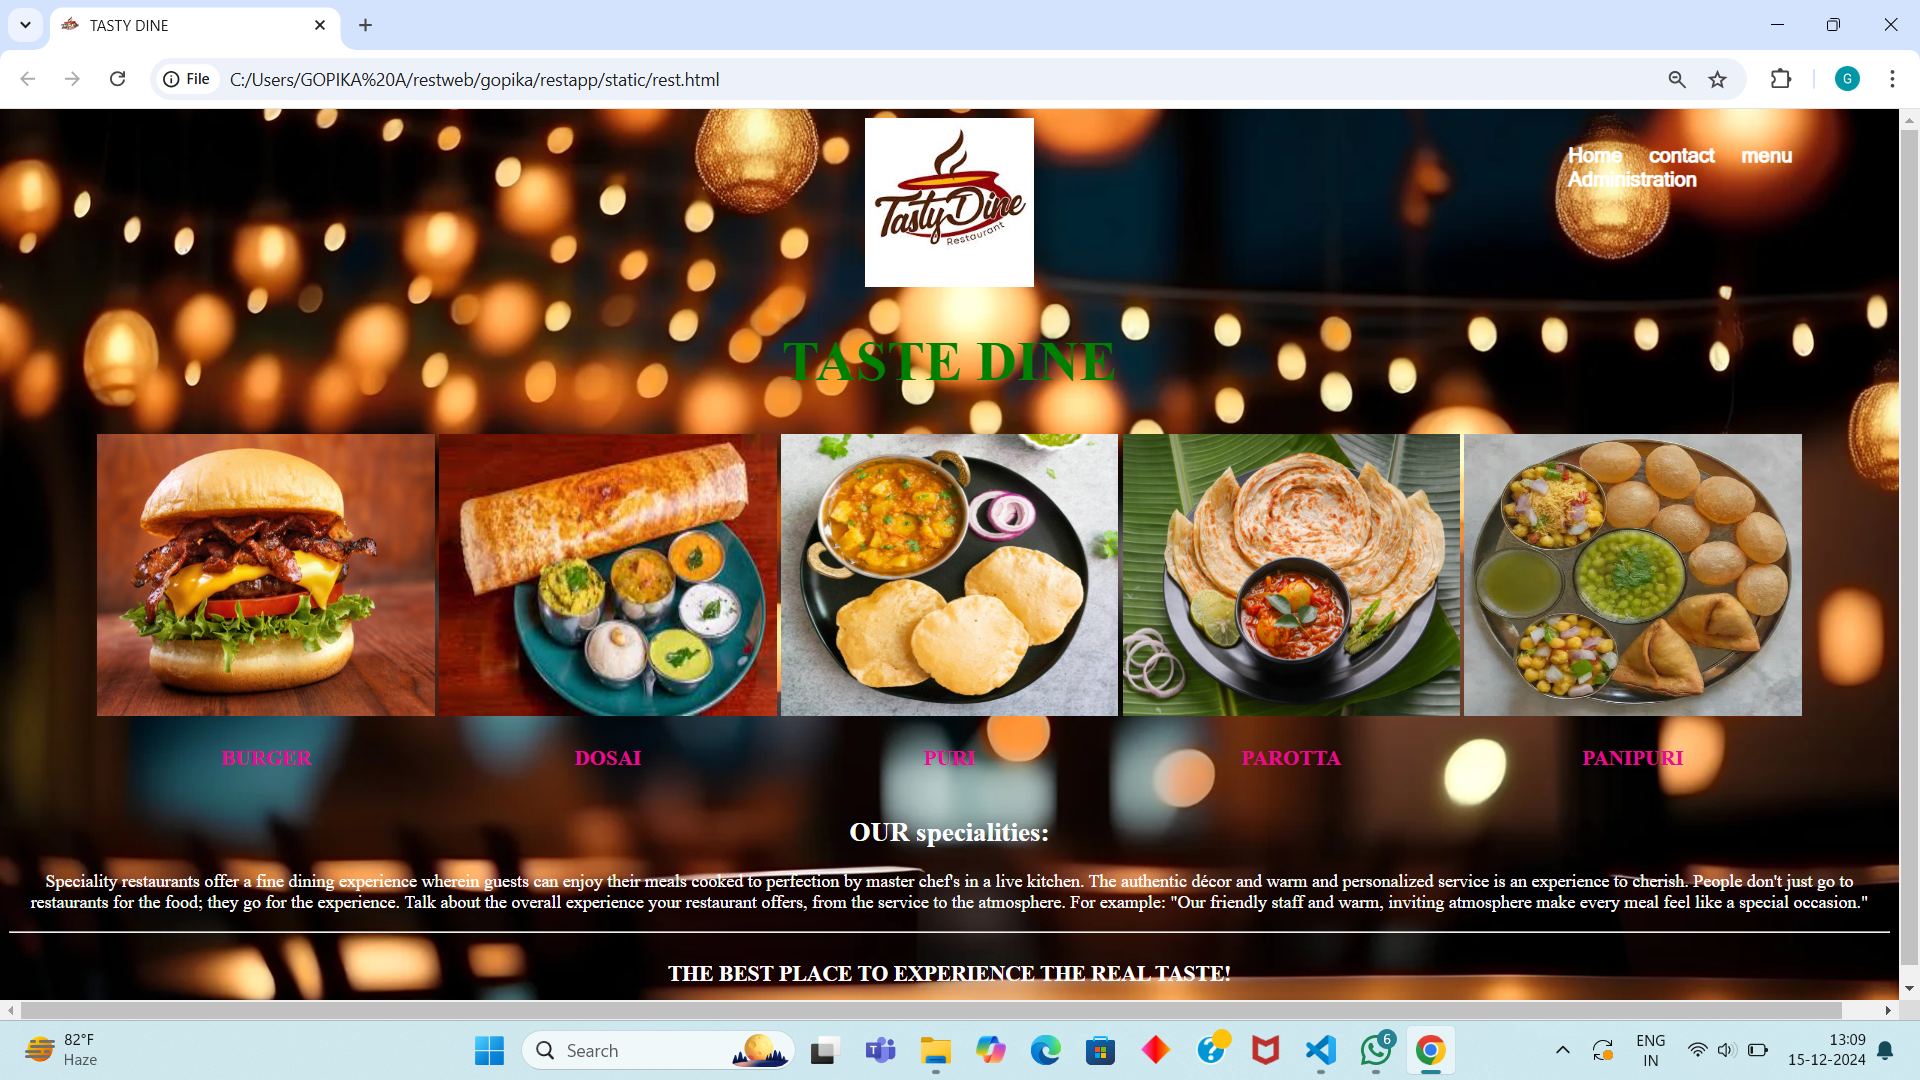 TASTY DINE
File
C:/Users/GOPIKA%20A/restweb/gopika/restapp/static/rest.html
G
Tasty Dine
Restaurant
Home contact menu
Administration
TASTE DINE
BURGER DOSAI PURI PAROTTA PANIPURI
OUR specialities:
Speciality restaurants offer a fine dining experience wherein guests can enjoy their meals cooked to perfection by master chef's in a live kitchen. The authentic décor and warm and personalized service is an experience to cherish. People don't just go to
restaurants for the food; they go for the experience. Talk about the overall experience your restaurant offers, from the service to the atmosphere. For example: "Our friendly staff and warm, inviting atmosphere make every meal feel like a special occasion."
THE BEST PLACE TO EXPERIENCE THE REAL TASTE!
82°F
Haze
Search
6
ENG
IN
13:09
15-12-2024